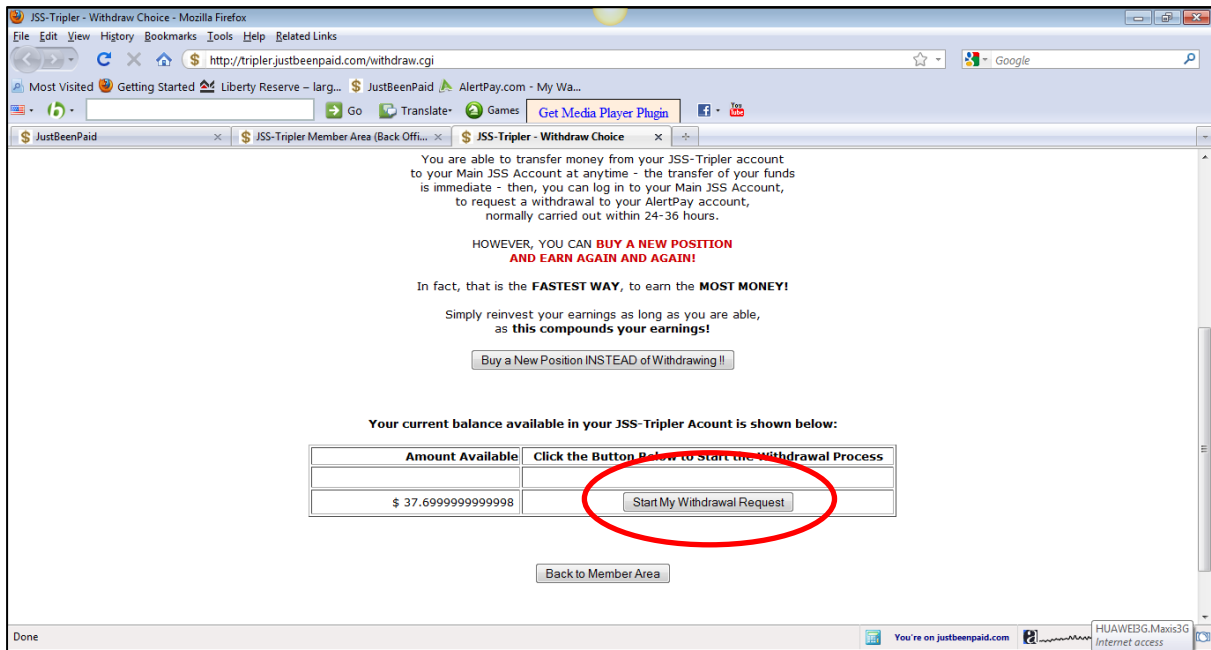 JSS-Tripler - Withdraw Choice - Mozilla Firefox
File Edit View History Bookmarks Tools Help Related Links
$ http://tripler.justbeenpaid.com/withdraw.cgi Google
Most Visited Getting Started Liberty Reserve – larg... $ JustBeenPaid AlertPay.com - My Wa...
Go Translate Games Get Media Player Plugin f You Tube
$ JustBeenPaid $ JSS-Tripler Member Area (Back Offi... $ JSS-Tripler - Withdraw Choice
You are able to transfer money from your JSS-Tripler account
to your Main JSS Account at anytime - the transfer of your funds
is immediate - then, you can log in to your Main JSS Account,
to request a withdrawal to your AlertPay account,
normally carried out within 24-36 hours.
HOWEVER, YOU CAN BUY A NEW POSITION
AND EARN AGAIN AND AGAIN!
In fact, that is the FASTEST WAY, to earn the MOST MONEY!
Simply reinvest your earnings as long as you are able,
as this compounds your earnings!
Buy a New Position INSTEAD of Withdrawing !!
Your current balance available in your JSS-Tripler Acount is shown below:
Amount Available Click the Button Below to Start the Withdrawal Process
$ 37.6999999999998 Start My Withdrawal Request
Back to Member Area
Done You're on justbeenpaid.com a HUAWEI3G.Maxis3G
Internet access